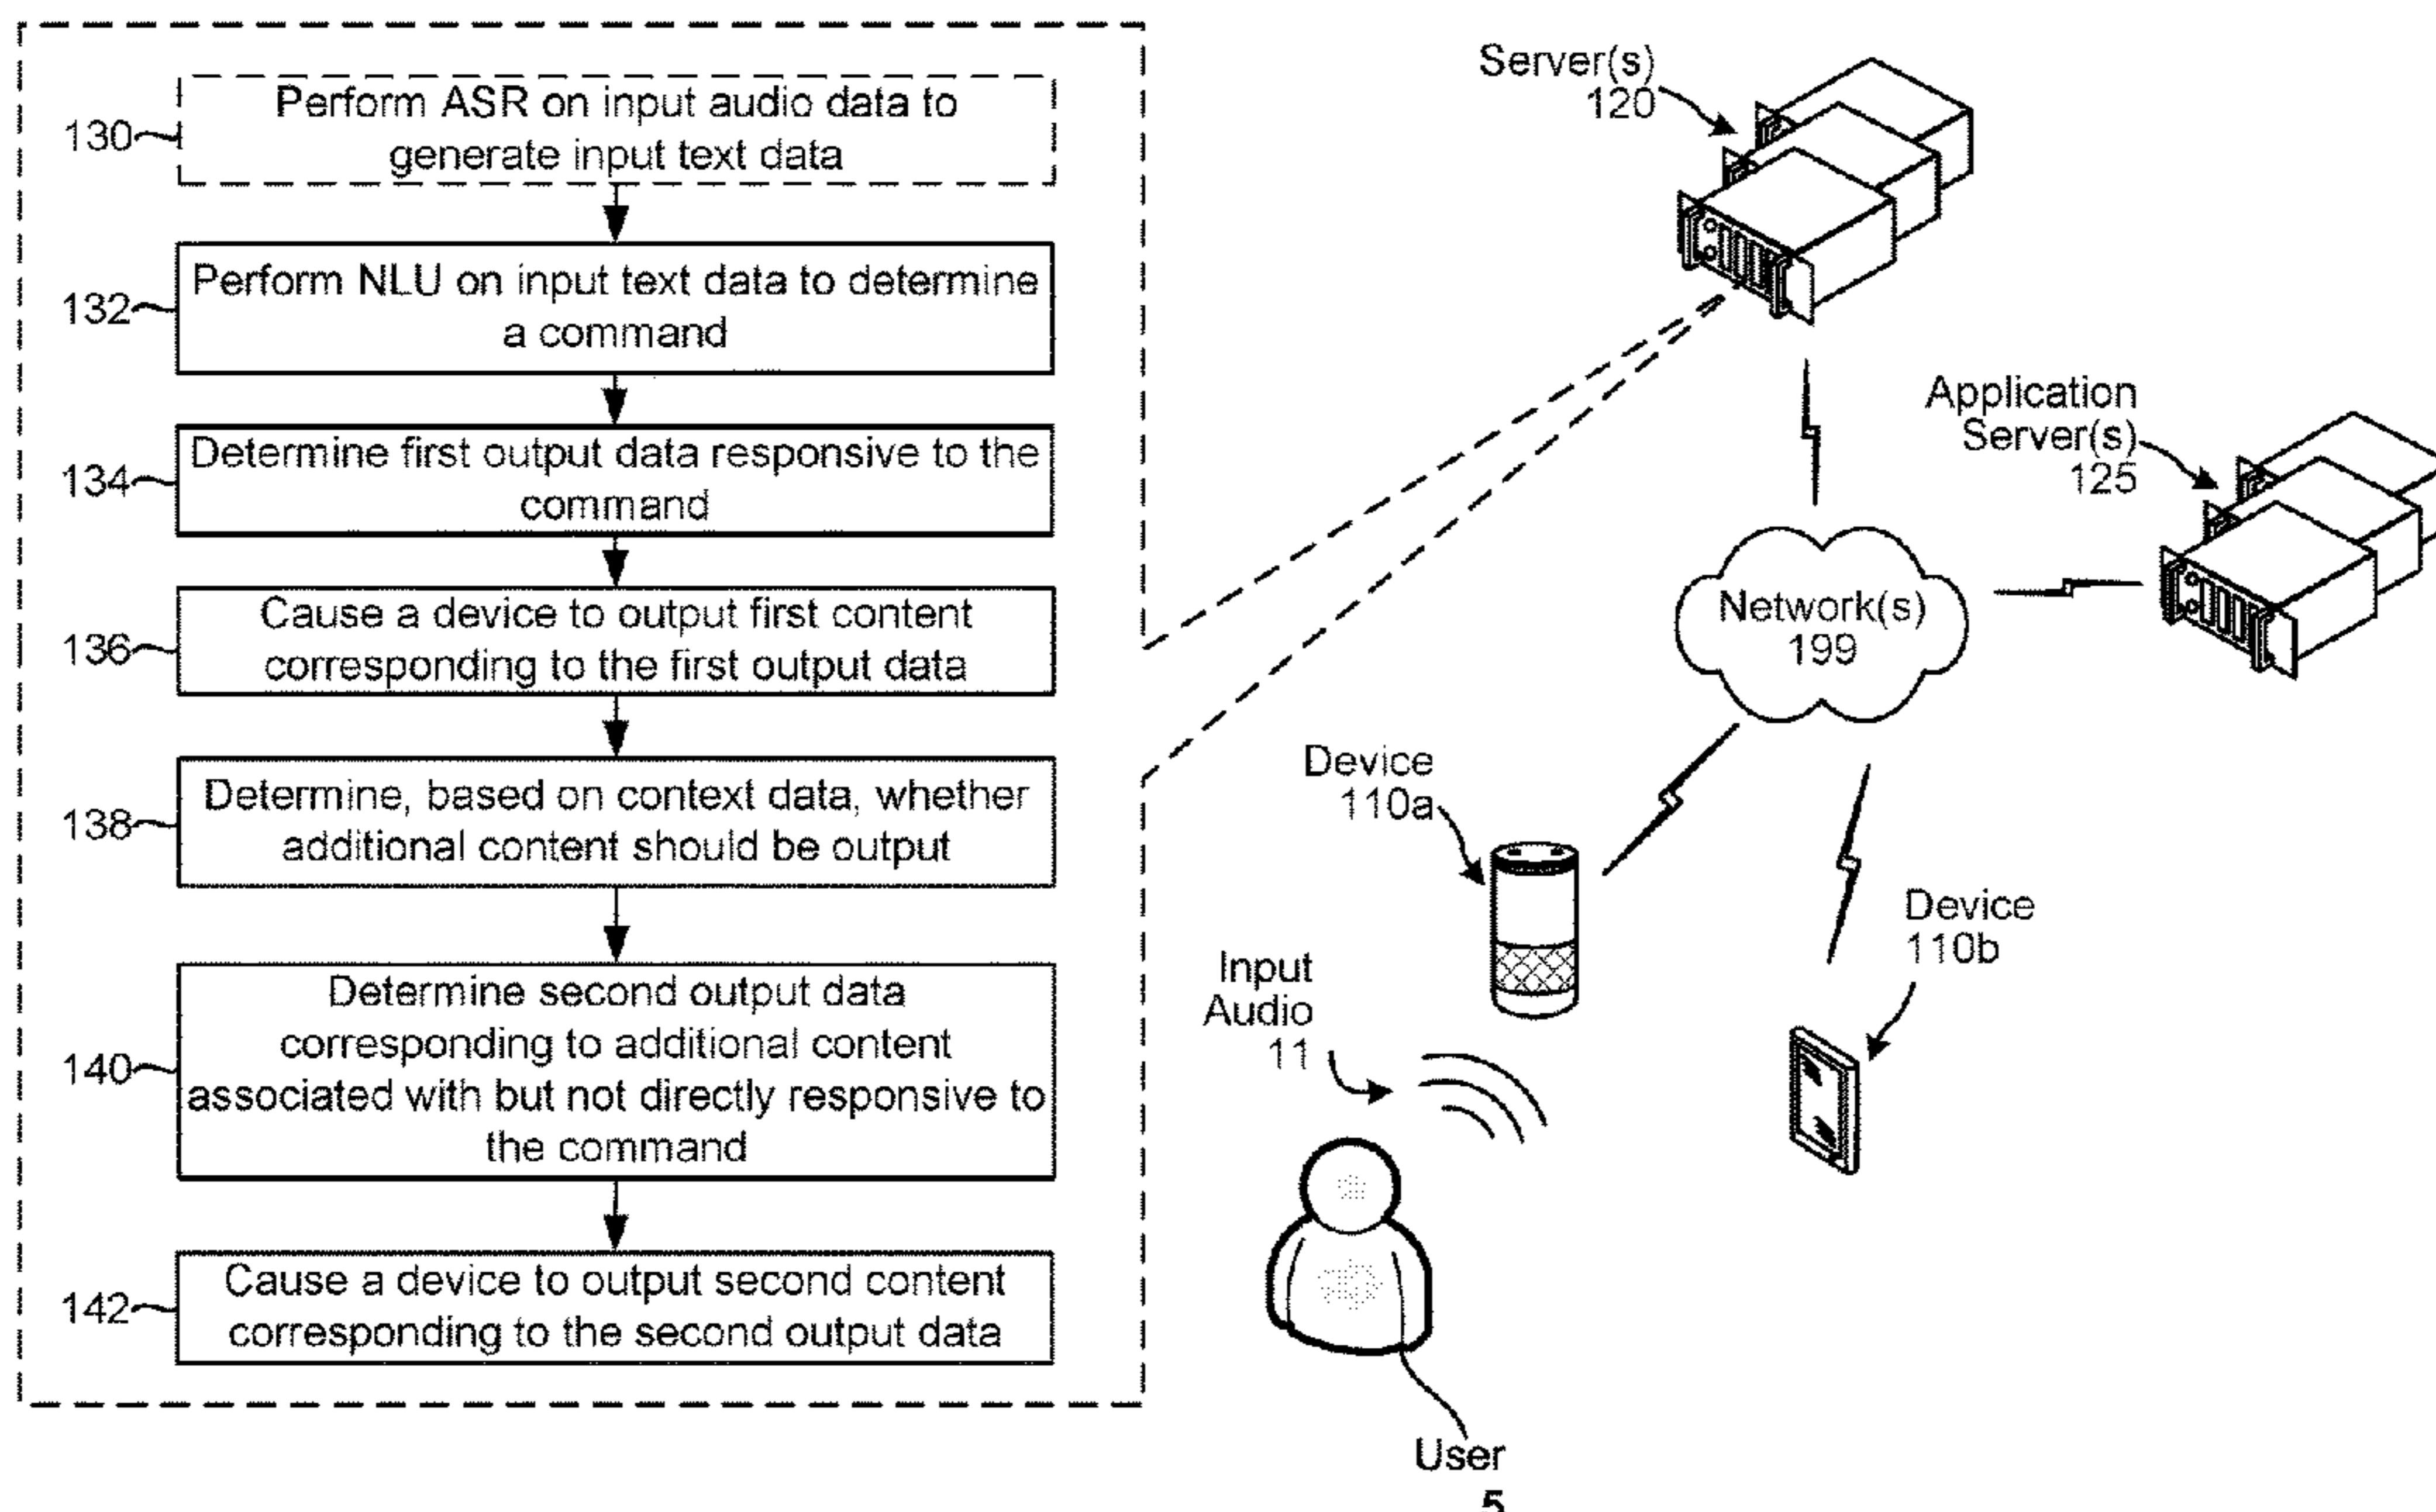 130
Perform ASR on input audio data to
generate input text data
132
Perform NLU on input text data to determine
a command
134
Determine first output data responsive to the
command
136
Cause a device to output first content
corresponding to the first output data
138
Determine, based on context data, whether
additional content should be output
140
Determine second output data
corresponding to additional content
associated with but not directly responsive to
the command
142
Cause a device to output second content
corresponding to the second output data
Server(s)
120
Application
Server(s)
125
Network(s)
199
Device
110a
Device
110b
Input
Audio
11
User
5